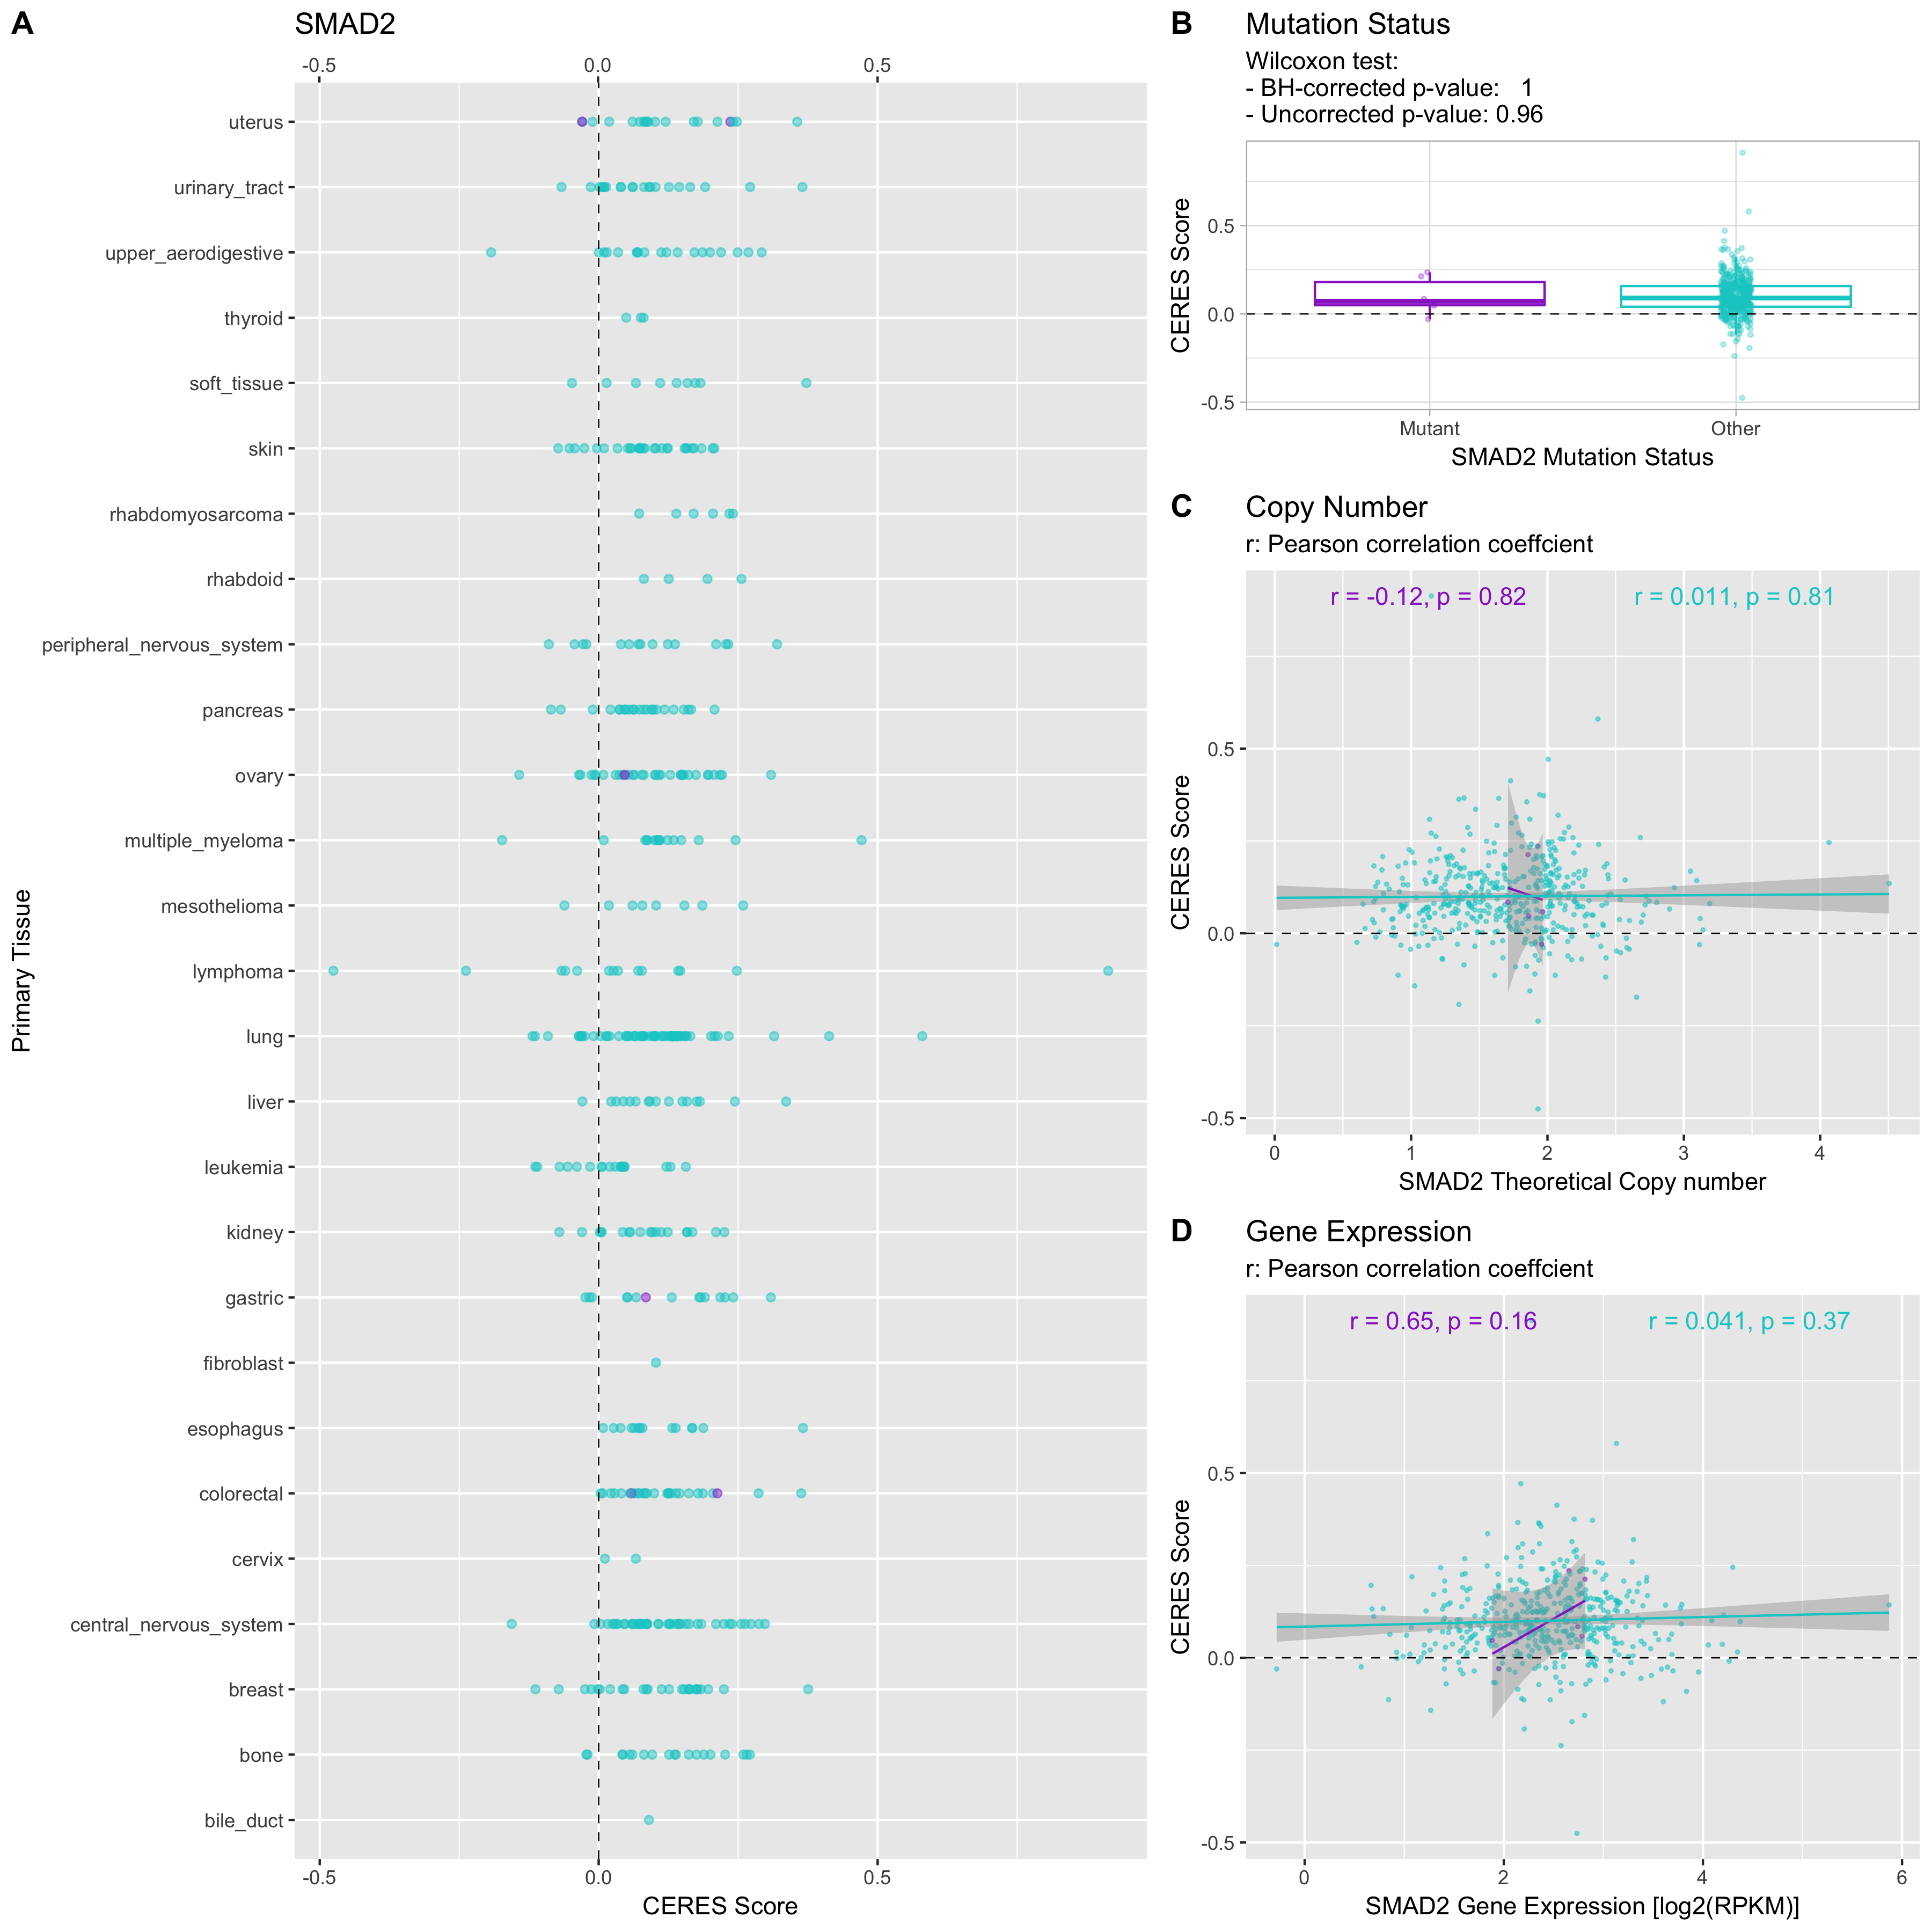 A
SMAD2
-0.5 0.0 0.5
Primary Tissue
uterus
urinary_tract
upper_aerodigestive
thyroid
soft_tissue
skin
rhabdomyosarcoma
rhabdoid
peripheral_nervous_system
pancreas
ovary
multiple_myeloma
mesothelioma
lymphoma
lung
liver
leukemia
kidney
gastric
fibroblast
esophagus
colorectal
cervix
central_nervous_system
breast
bone
bile_duct
-0.5 0.0 0.5
CERES Score
B
Mutation Status
Wilcoxon test:
- BH-corrected p-value: 1
- Uncorrected p-value: 0.96
CERES Score
0.5
0.0
-0.5
Mutant Other
SMAD2 Mutation Status
C
Copy Number
r: Pearson correlation coeffcient
r = -0.12, p = 0.82 r = 0.011, p = 0.81
CERES Score
0.5
0.0
-0.5
0 1 2 3 4
SMAD2 Theoretical Copy number
D
Gene Expression
r: Pearson correlation coeffcient
r = 0.65, p = 0.16 r = 0.041, p = 0.37
CERES Score
0.5
0.0
-0.5
0 2 4 6
SMAD2 Gene Expression [log2(RPKM)]